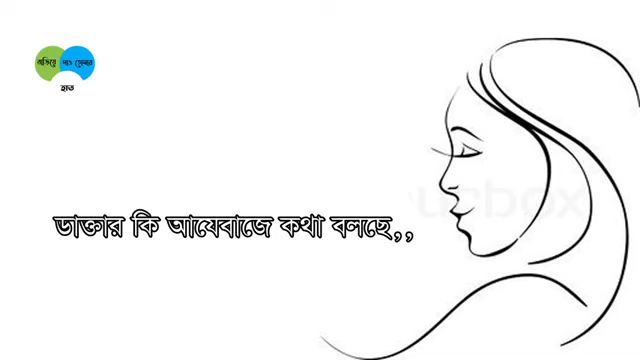 বাড়িয়ে দাও তোমার
হাত
ডাক্তার কি আযেবাজে কথা বলছে,,